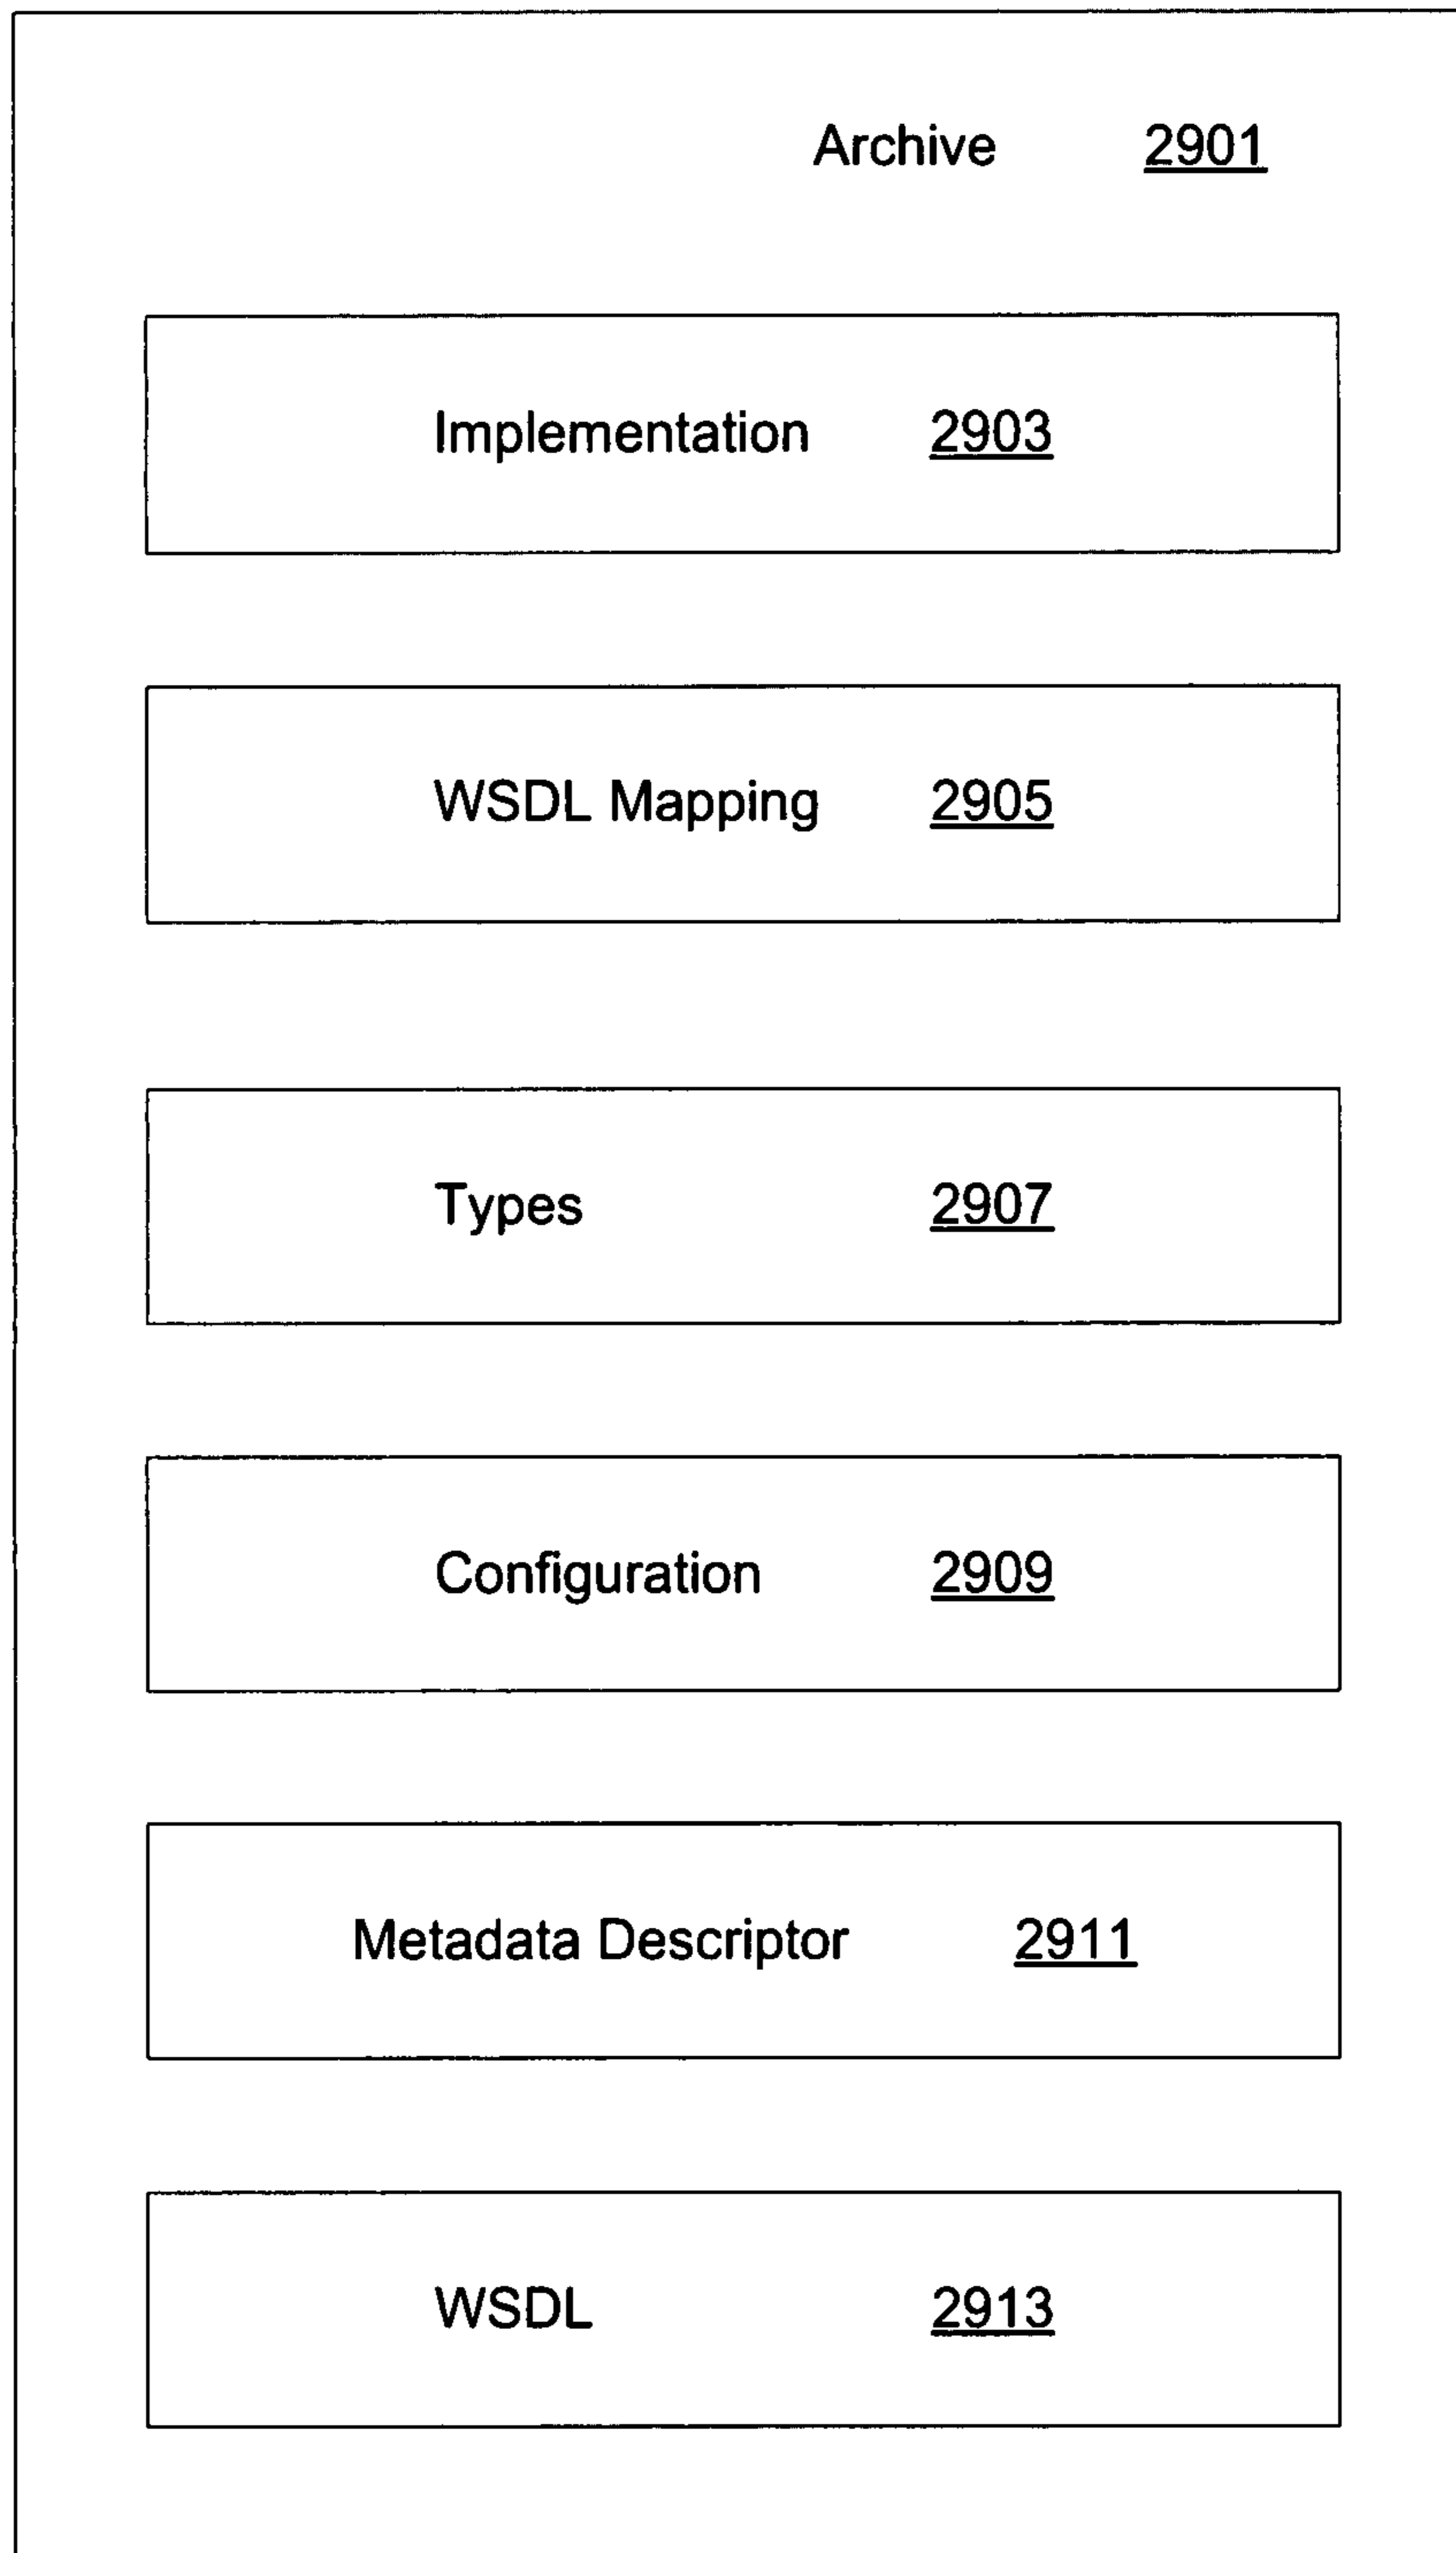 Archive 2901
Implementation 2903
WSDL Mapping 2905
Types 2907
Configuration 2909
Metadata Descriptor 2911
WSDL 2913